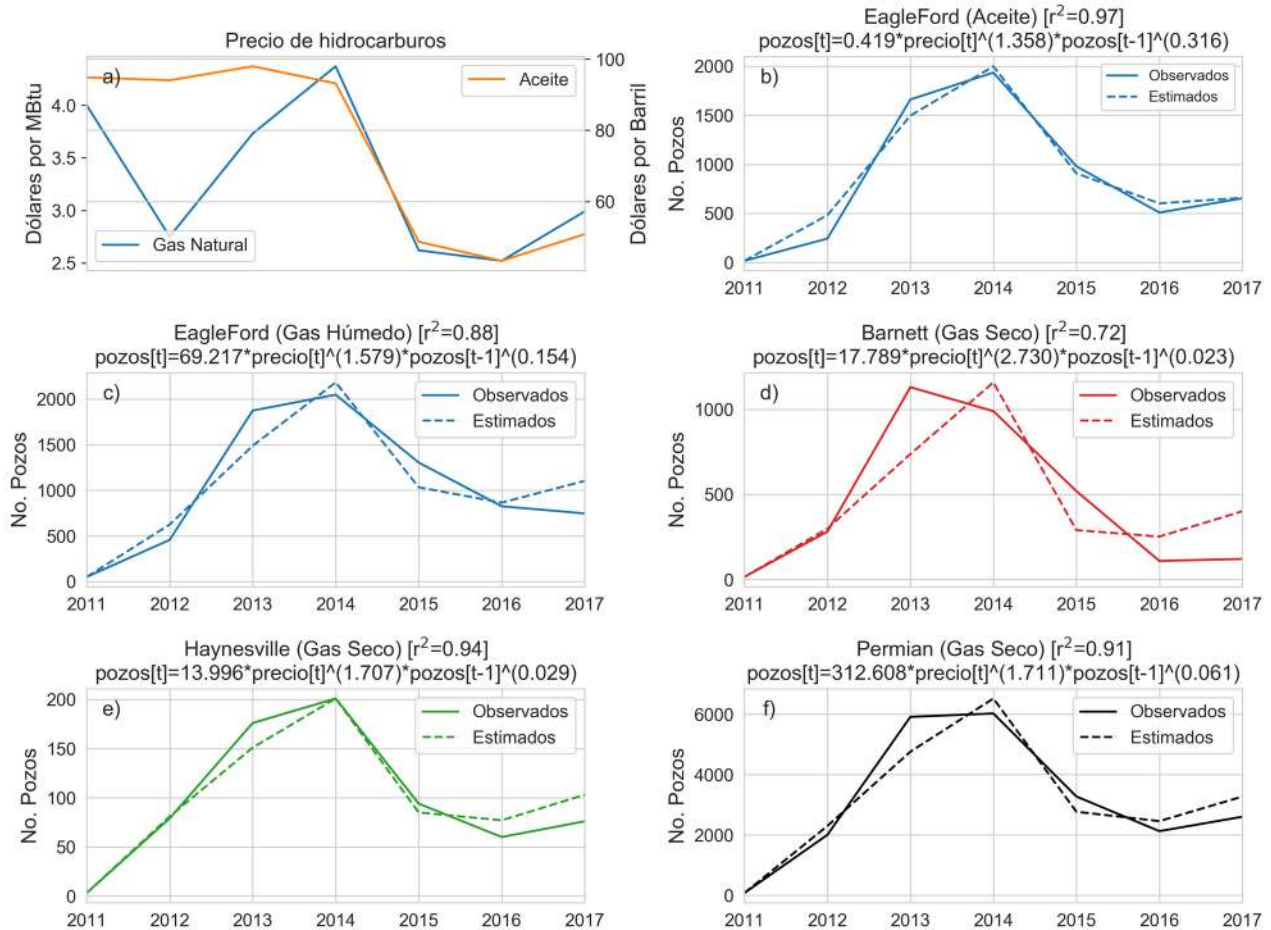 Precio de hidrocarburos
a)
Aceite
Gas Natural
Dólares por MBtu
4.0
3.5
3.0
2.5
Dólares por Barril
100
80
60
EagleFord (Aceite) [r²=0.97]
pozos[t]=0.419*precio[t]^(1.358)*pozos[t-1]^(0.316)
b)
Observados
Estimados
No. Pozos
2000
1500
1000
500
0
2011 2012 2013 2014 2015 2016 2017
EagleFord (Gas Húmedo) [r²=0.88]
pozos[t]=69.217*precio[t]^(1.579)*pozos[t-1]^(0.154)
c)
Observados
Estimados
No. Pozos
2000
1500
1000
500
0
2011 2012 2013 2014 2015 2016 2017
Barnett (Gas Seco) [r²=0.72]
pozos[t]=17.789*precio[t]^(2.730)*pozos[t-1]^(0.023)
d)
Observados
Estimados
No. Pozos
1000
500
0
2011 2012 2013 2014 2015 2016 2017
Haynesville (Gas Seco) [r²=0.94]
pozos[t]=13.996*precio[t]^(1.707)*pozos[t-1]^(0.029)
e)
Observados
Estimados
No. Pozos
200
150
100
50
0
2011 2012 2013 2014 2015 2016 2017
Permian (Gas Seco) [r²=0.91]
pozos[t]=312.608*precio[t]^(1.711)*pozos[t-1]^(0.061)
f)
Observados
Estimados
No. Pozos
6000
4000
2000
0
2011 2012 2013 2014 2015 2016 2017